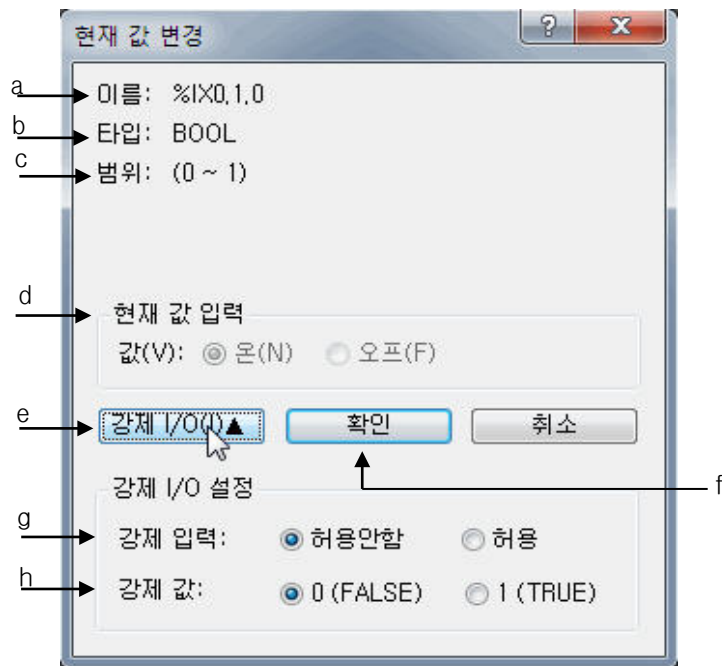 현재 값 변경
a 이름: %IX0,1,0
b 타입: BOOL
c 범위: (0 ~ 1)
d 현재 값 입력
값(V): 온(N) 오프(F)
e 강제 I/O(I)▲ 확인 취소
f
강제 I/O 설정
g 강제 입력: 허용안함 허용
h 강제 값: 0 (FALSE) 1 (TRUE)